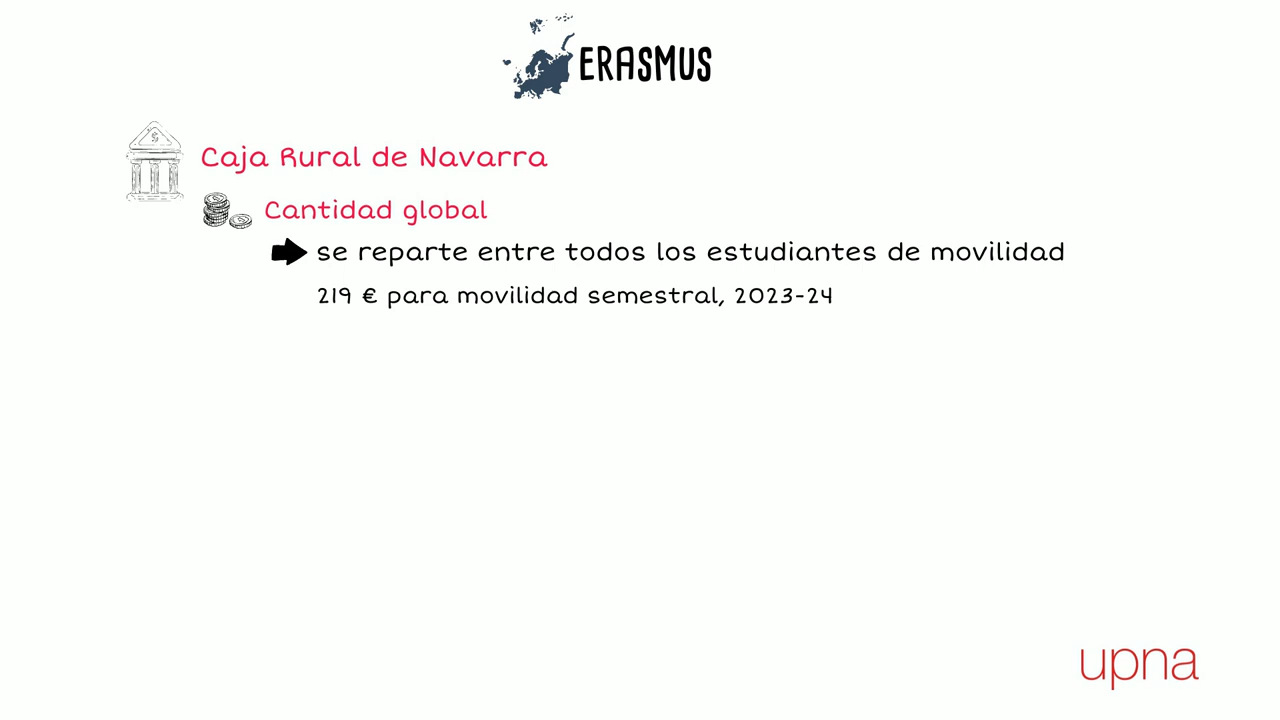 ERASMUS
Caja Rural de Navarra
Cantidad global
se reparte entre todos los estudiantes de movilidad
219 € para movilidad semestral, 2023-24
upna